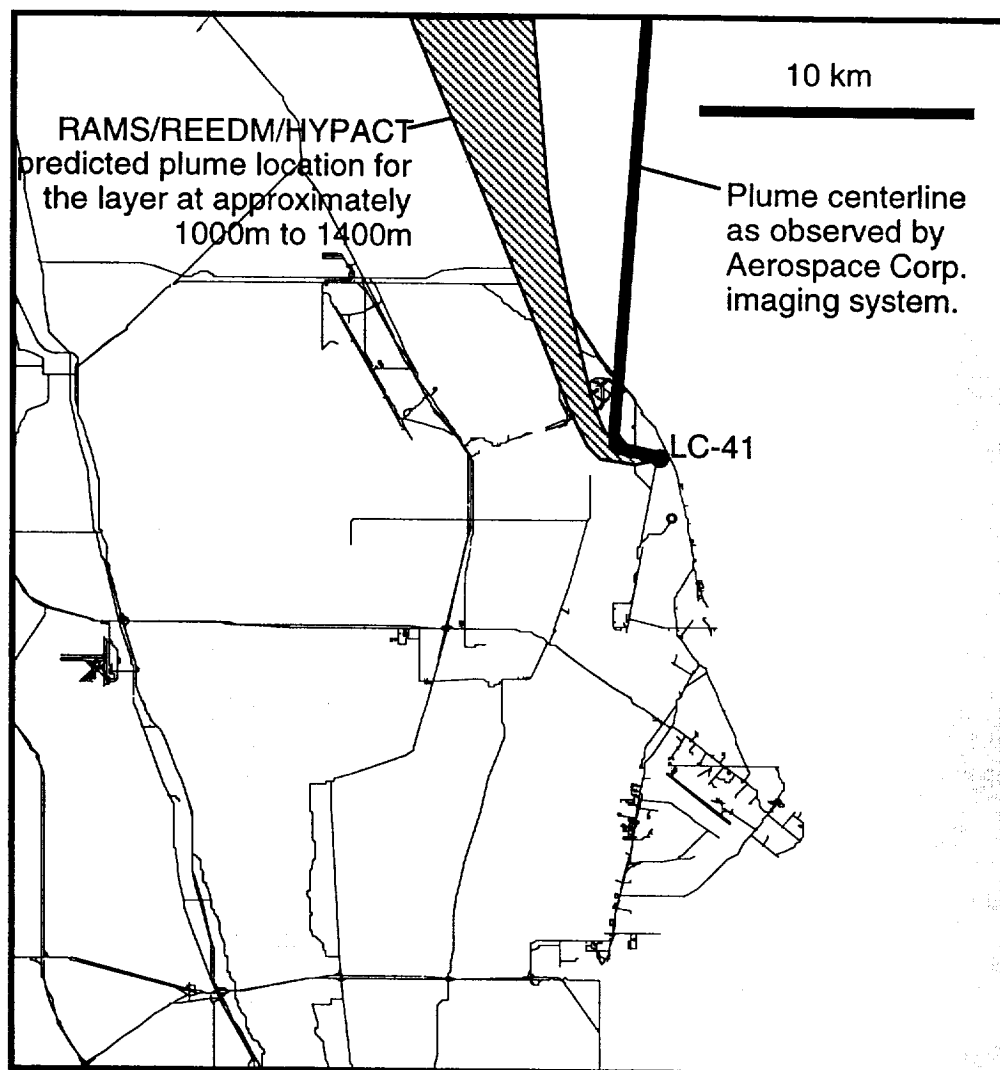 10 km
RAMS/REEDM/HYPACT
predicted plume location for
the layer at approximately
1000m to 1400m
Plume centerline
as observed by
Aerospace Corp.
imaging system.
LC-41